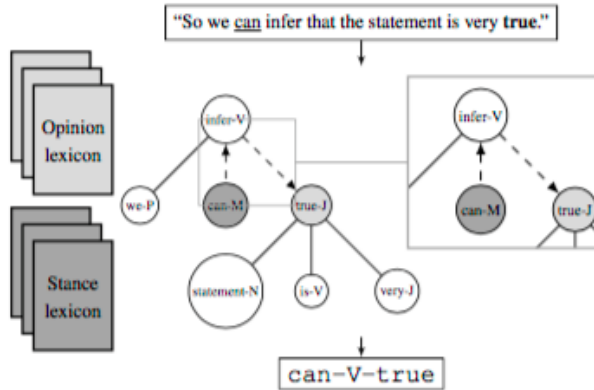 “So we can infer that the statement is very true.”
Opinion
lexicon
Stance
lexicon
infer-V
we-P
can-M
true-J
statement-N
is-V
very-J
infer-V
can-M
true-J
can-V-true